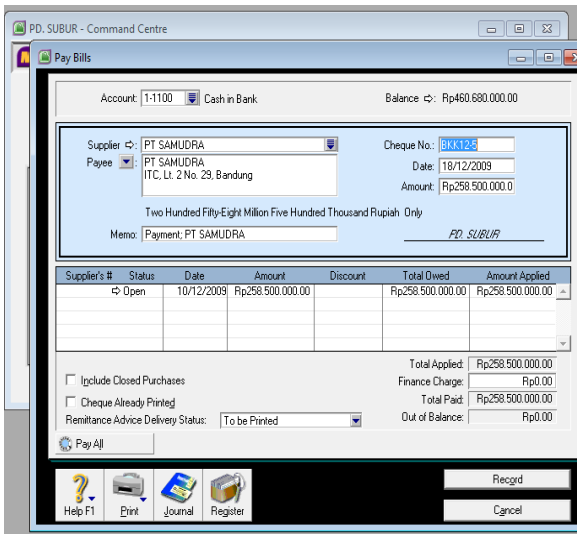 PD. SUBUR - Command Centre
Pay Bills
Account: 1-1100 Cash in Bank Balance ⇨: Rp460.680.000.00
Supplier ⇨: PT SAMUDRA Cheque No.: BKK12-5
Payee : PT SAMUDRA Date: 18/12/2009
ITC, Lt. 2 No. 29, Bandung Amount: Rp258.500.000.0
Two Hundred Fifty-Eight Million Five Hundred Thousand Rupiah Only
Memo: Payment; PT SAMUDRA PD. SUBUR
Supplier's # Status Date Amount Discount Total Owed Amount Applied
⇨ Open 10/12/2009 Rp258.500.000.00 Rp258.500.000.00 Rp258.500.000.00
Total Applied: Rp258.500.000.00
Include Closed Purchases Finance Charge: Rp0.00
Cheque Already Printed Total Paid: Rp258.500.000.00
Remittance Advice Delivery Status: To be Printed Out of Balance: Rp0.00
Pay All
Help F1 Print Journal Register
Record
Cancel